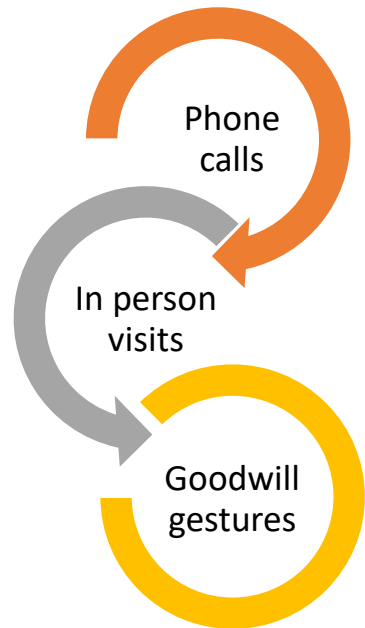 Phone
calls
In person
visits
Goodwill
gestures